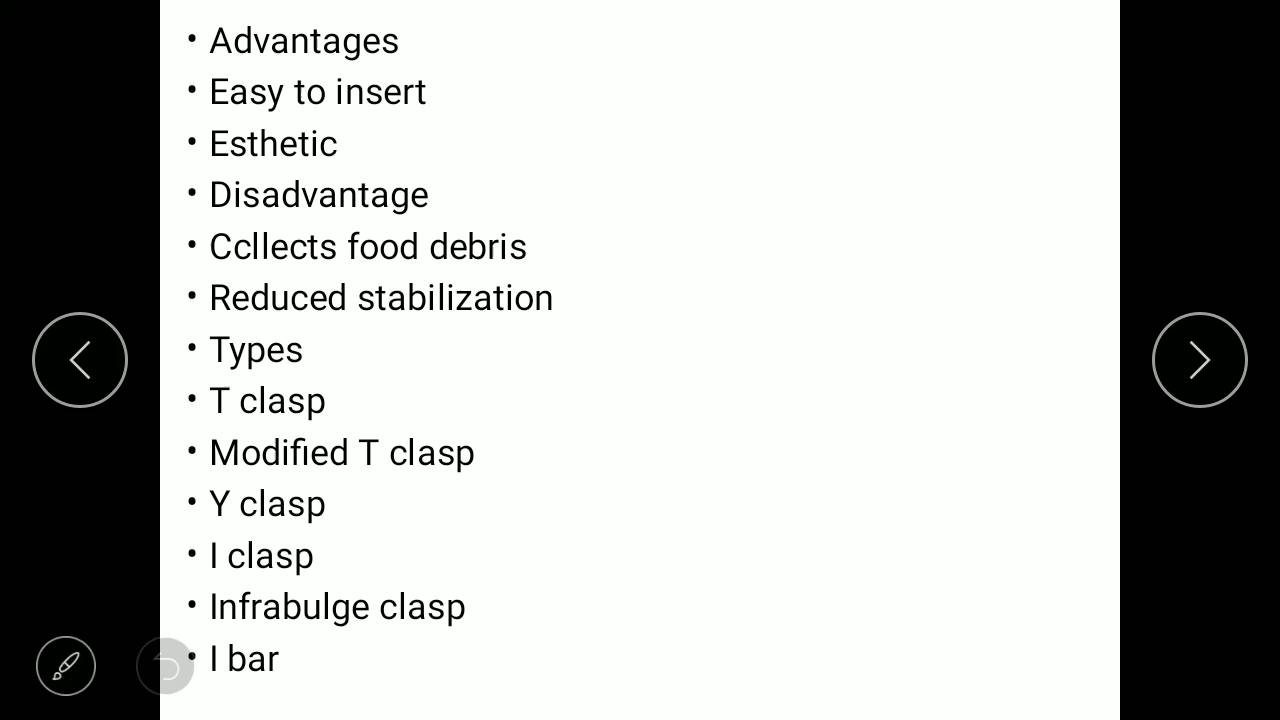 • Advantages
• Easy to insert
• Esthetic
• Disadvantage
• Ccllects food debris
• Reduced stabilization
• Types
• T clasp
• Modified T clasp
• Y clasp
• I clasp
• Infrabulge clasp
• I bar